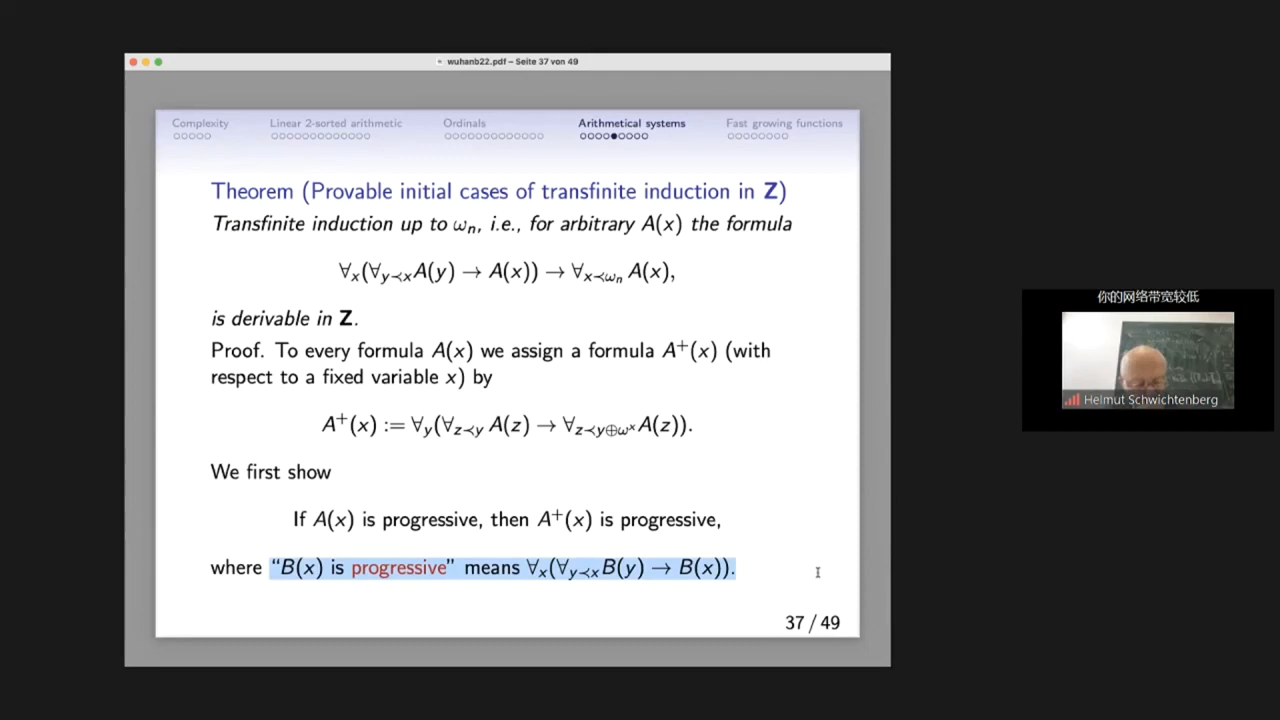 wuhanb22.pdf – Seite 37 von 49
Complexity Linear 2-sorted arithmetic Ordinals Arithmetical systems Fast growing functions
Theorem (Provable initial cases of transfinite induction in Z)
Transfinite induction up to ωₙ, i.e., for arbitrary A(x) the formula
∀ₓ(∀y≺x A(y) → A(x)) → ∀x≺ωₙ A(x),
is derivable in Z.
Proof. To every formula A(x) we assign a formula A⁺(x) (with
respect to a fixed variable x) by
A⁺(x) := ∀y(∀z≺y A(z) → ∀z≺y⊕ωˣ A(z)).
We first show
If A(x) is progressive, then A⁺(x) is progressive,
where “B(x) is progressive” means ∀ₓ(∀y≺x B(y) → B(x)).
37 / 49
你的网络带宽较低
Helmut Schwichtenberg